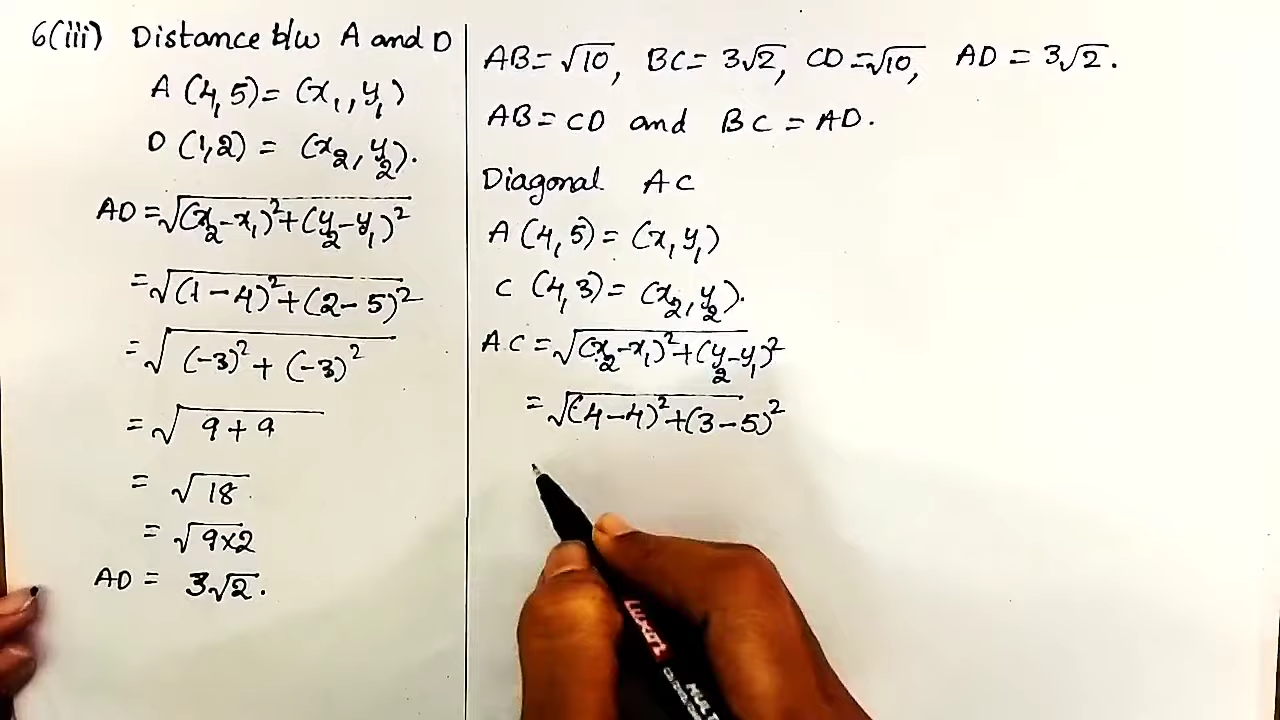 6(iii) Distance b/w A and D
A (4,5) = (x₁, y₁)
D (1,2) = (x₂, y₂).
AD = √(x₂-x₁)²+(y₂-y₁)²
= √(1-4)²+(2-5)²
= √(-3)²+(-3)²
= √9+9
= √18
= √9×2
AD = 3√2.
AB = √10, BC = 3√2, CD = √10, AD = 3√2.
AB = CD and BC = AD.
Diagonal AC
A (4,5) = (x, y₁)
C (4,3) = (x₂, y₂).
AC = √(x₂-x₁)²+(y₂-y₁)²
= √(4-4)²+(3-5)²
LUXOR